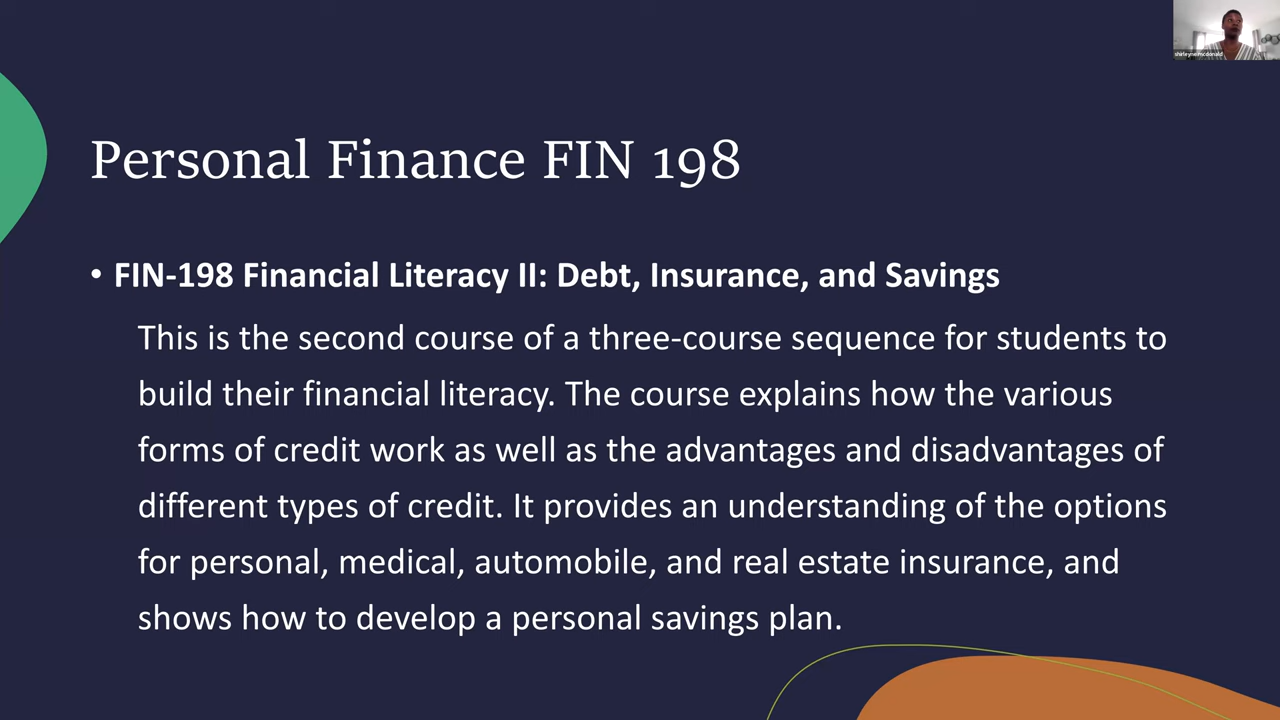 shirleyne mcdonald
Personal Finance FIN 198
• FIN-198 Financial Literacy II: Debt, Insurance, and Savings
This is the second course of a three-course sequence for students to
build their financial literacy. The course explains how the various
forms of credit work as well as the advantages and disadvantages of
different types of credit. It provides an understanding of the options
for personal, medical, automobile, and real estate insurance, and
shows how to develop a personal savings plan.